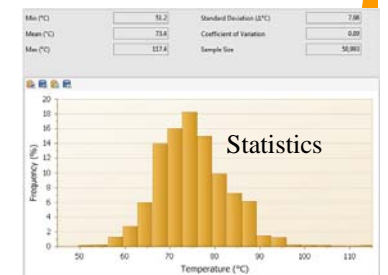 Min (°C) 51.2 Standard Deviation (Δ°C) 7.98
Mean (°C) 73.4 Coefficient of Variation 0.09
Max (°C) 117.4 Sample Size 50,993
Statistics
Frequency (%)
20
18
16
14
12
10
8
6
4
2
0
50 60 70 80 90 100 110
Temperature (°C)